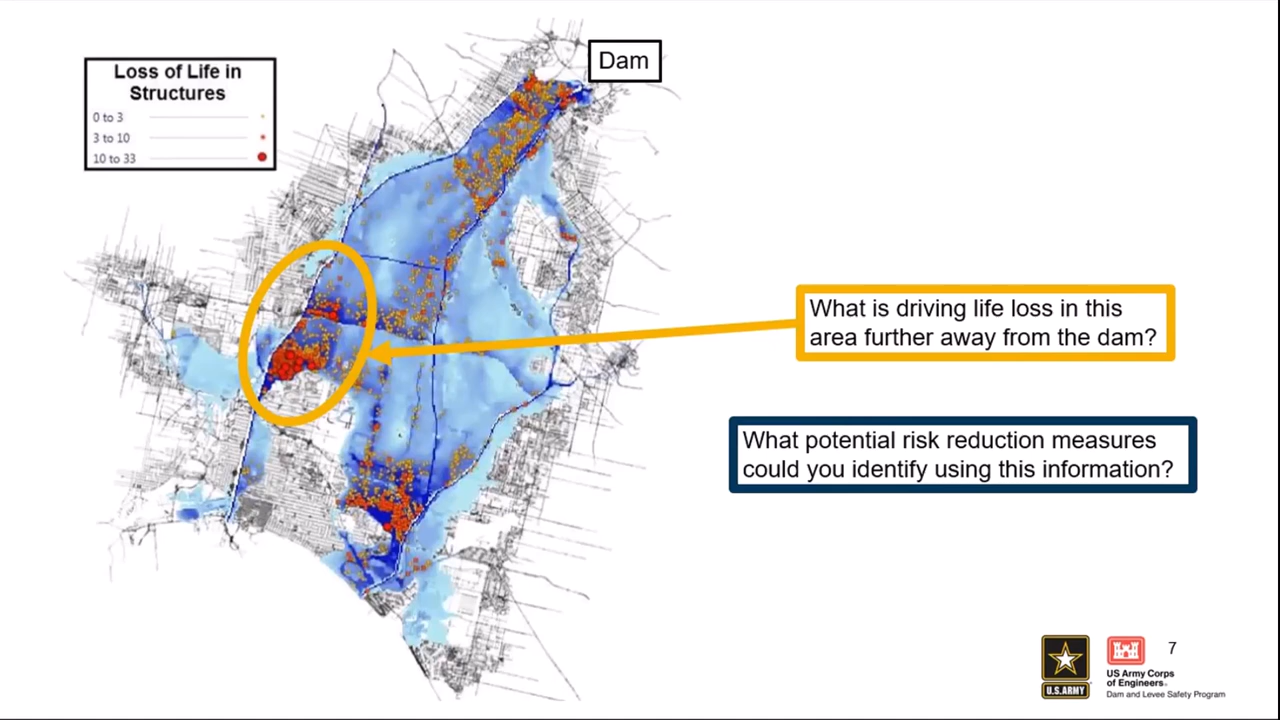 Dam
Loss of Life in
Structures
0 to 3
3 to 10
10 to 33
What is driving life loss in this
area further away from the dam?
What potential risk reduction measures
could you identify using this information?
U.S.ARMY
US Army Corps
of Engineers®
Dam and Levee Safety Program
7